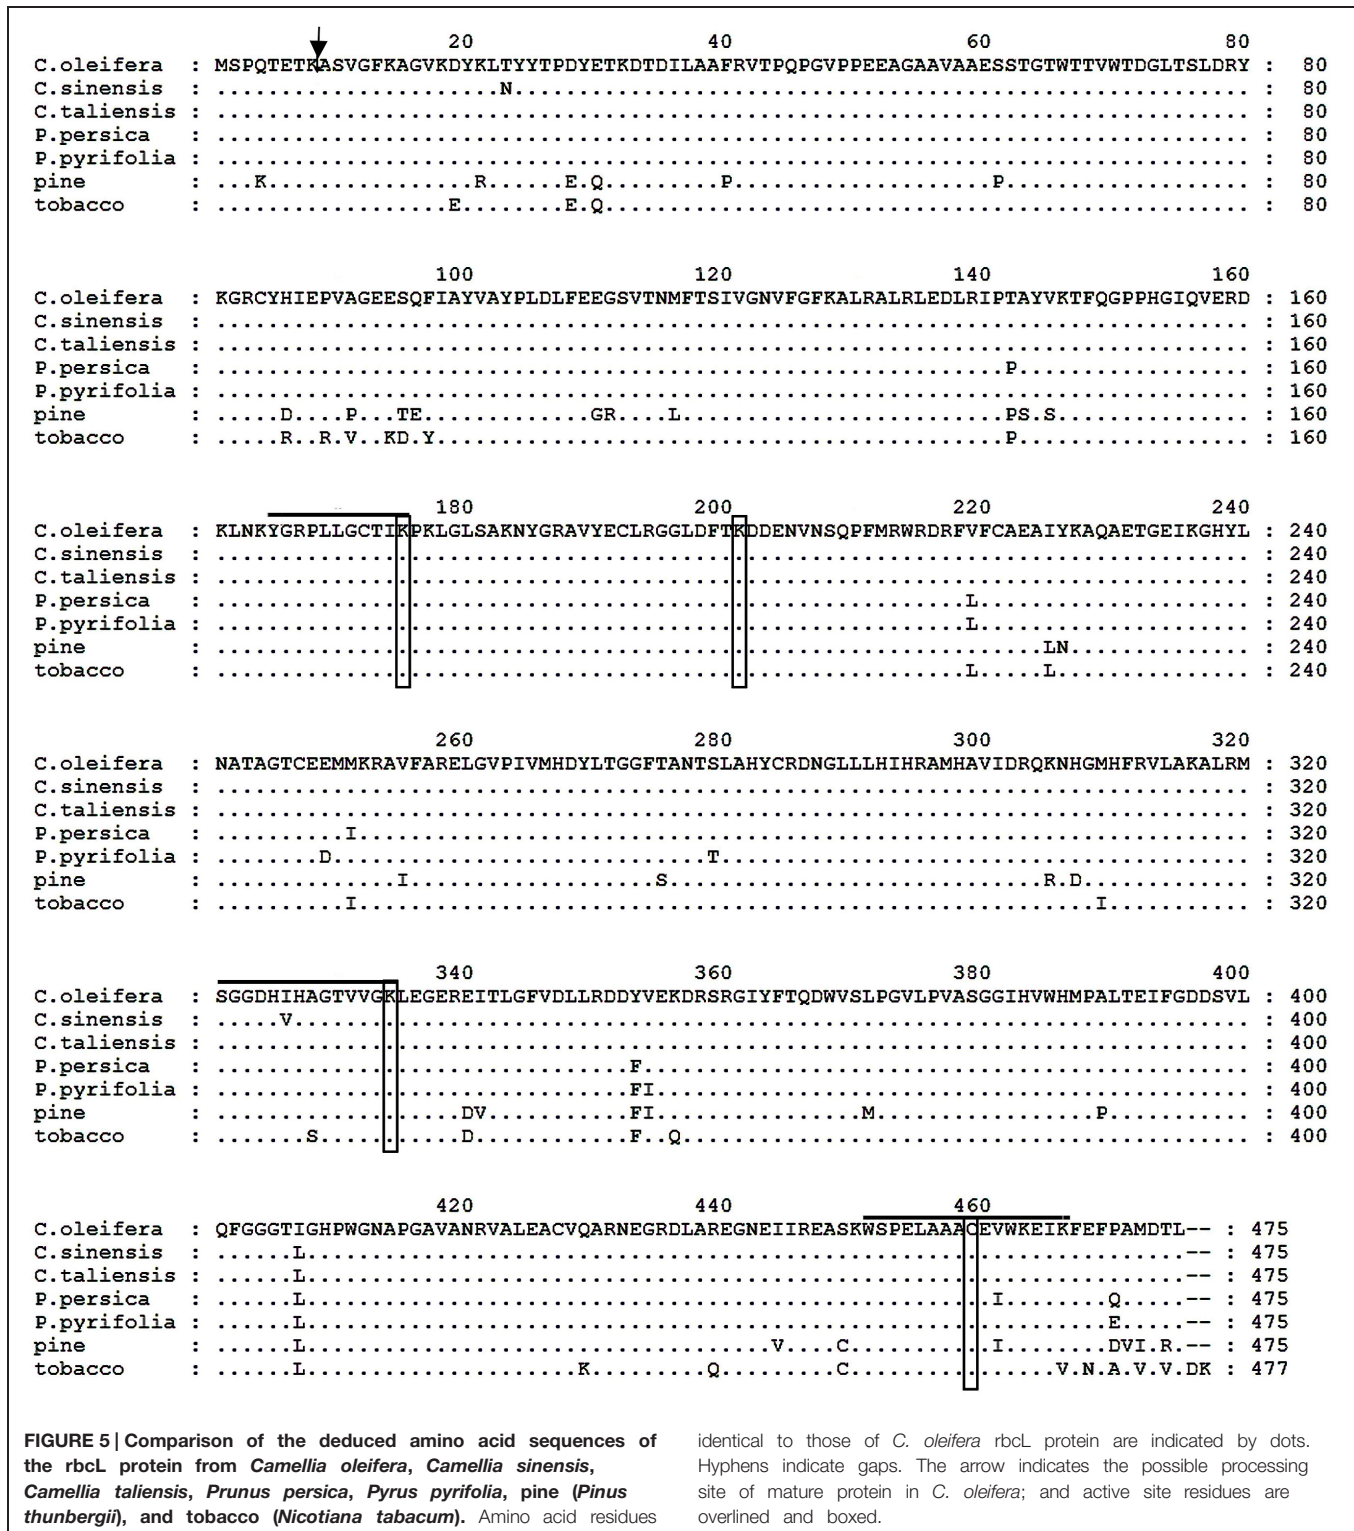 20 40 60 80
C.oleifera : MSPQTETKASVGFKAGVKDYKLTYYTPDYETKDTDILAAFRVTPQPGVPPEEAGAAVAAESSTGTWTTVWTDGLTSLDRY : 80
C.sinensis : ......................N......................................................... : 80
C.taliensis : ................................................................................ : 80
P.persica : ................................................................................ : 80
P.pyrifolia : ................................................................................ : 80
pine : ...K................R......E.Q.........P....................P................... : 80
tobacco : ..................E........E.Q.................................................. : 80
100 120 140 160
C.oleifera : KGRCYHIEPVAGEESQFIAYVAYPLDLFEEGSVTNMFTSIVGNVFGFKALRALRLEDLRIPTAYVKTFQGPPHGIQVERD : 160
C.sinensis : ................................................................................ : 160
C.taliensis : ................................................................................ : 160
P.persica : .............................................................P.................. : 160
P.pyrifolia : ................................................................................ : 160
pine : .....D....P...TE.............GR....L.........................PS.S............... : 160
tobacco : .....R..R.V..KD.Y............................................P.................. : 160
180 200 220 240
C.oleifera : KLNKYGRPLLGCTIKPKLGLSAKNYGRAVYECLRGGLDFTKDDENVNSQPFMRWRDRFVFCAEAIYKAQAETGEIKGHYL : 240
C.sinensis : ................................................................................ : 240
C.taliensis : ................................................................................ : 240
P.persica : ..........................................................L..................... : 240
P.pyrifolia : ..........................................................L..................... : 240
pine : ................................................................LN.............. : 240
tobacco : ..........................................................L.....L............... : 240
260 280 300 320
C.oleifera : NATAGTCEEMMKRAVFARELGVPIVMHDYLTGGFTANTSLAHYCRDNGLLLHIHRAMHAVIDRQKNHGMHFRVLAKALRM : 320
C.sinensis : ................................................................................ : 320
C.taliensis : ................................................................................ : 320
P.persica : ..........I..................................................................... : 320
P.pyrifolia : ........D.............................T......................................... : 320
pine : ..............I...................S.............................R.D............. : 320
tobacco : ..........I.........................................................I........... : 320
340 360 380 400
C.oleifera : SGGDHIHAGTVVGKLEGEREITLGFVDLLRDDYVEKDRSRGIYFTQDWVSLPGVLPVASGGIHVWHMPALTEIFGDDSVL : 400
C.sinensis : .....V.......................................................................... : 400
C.taliensis : ................................................................................ : 400
P.persica : ................................F............................................... : 400
P.pyrifolia : ................................FI.............................................. : 400
pine : ...................DV...........FI................M.................P........... : 400
tobacco : .......S...........D............F..Q............................................ : 400
420 440 460
C.oleifera : QFGGGTIGHPWGNAPGAVANRVALEACVQARNEGRDLAREGNEIIREASKWSPELAAACEVWKEIKFEFPAMDTL-- : 475
C.sinensis : ......L....................................................................-- : 475
C.taliensis : ......L....................................................................-- : 475
P.persica : ......L.....................................................I........Q.....-- : 475
P.pyrifolia : ......L..............................................................E.....-- : 475
pine : ......L....................................V....C...........I........DVI.R.-- : 475
tobacco : ......L.....................K.........Q.........C................V.N.A.V.V.DK : 477
FIGURE 5 | Comparison of the deduced amino acid sequences of
the rbcL protein from Camellia oleifera, Camellia sinensis,
Camellia taliensis, Prunus persica, Pyrus pyrifolia, pine (Pinus
thunbergii), and tobacco (Nicotiana tabacum). Amino acid residues
identical to those of C. oleifera rbcL protein are indicated by dots.
Hyphens indicate gaps. The arrow indicates the possible processing
site of mature protein in C. oleifera; and active site residues are
overlined and boxed.